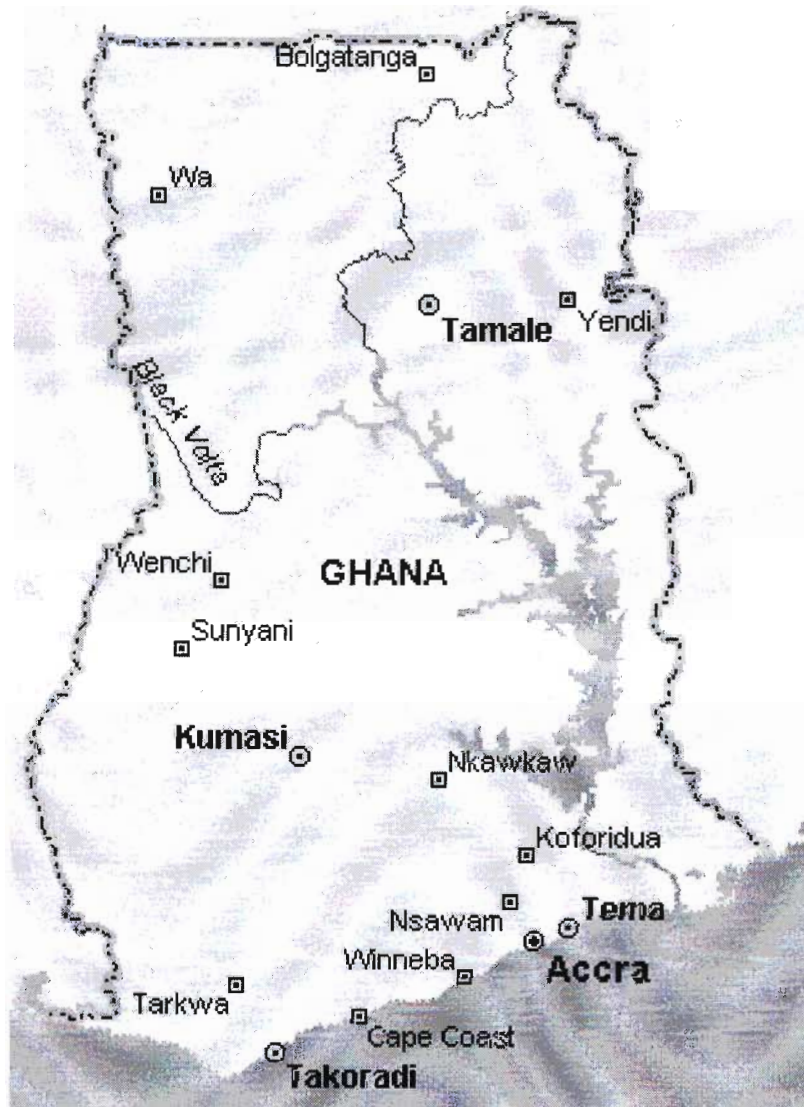 Bolgatanga
Wa
Tamale
Yendi
Black Volta
Wenchi
GHANA
Sunyani
Kumasi
Nkawkaw
Koforidua
Nsawam
Tema
Accra
Winneba
Tarkwa
Cape Coast
Takoradi